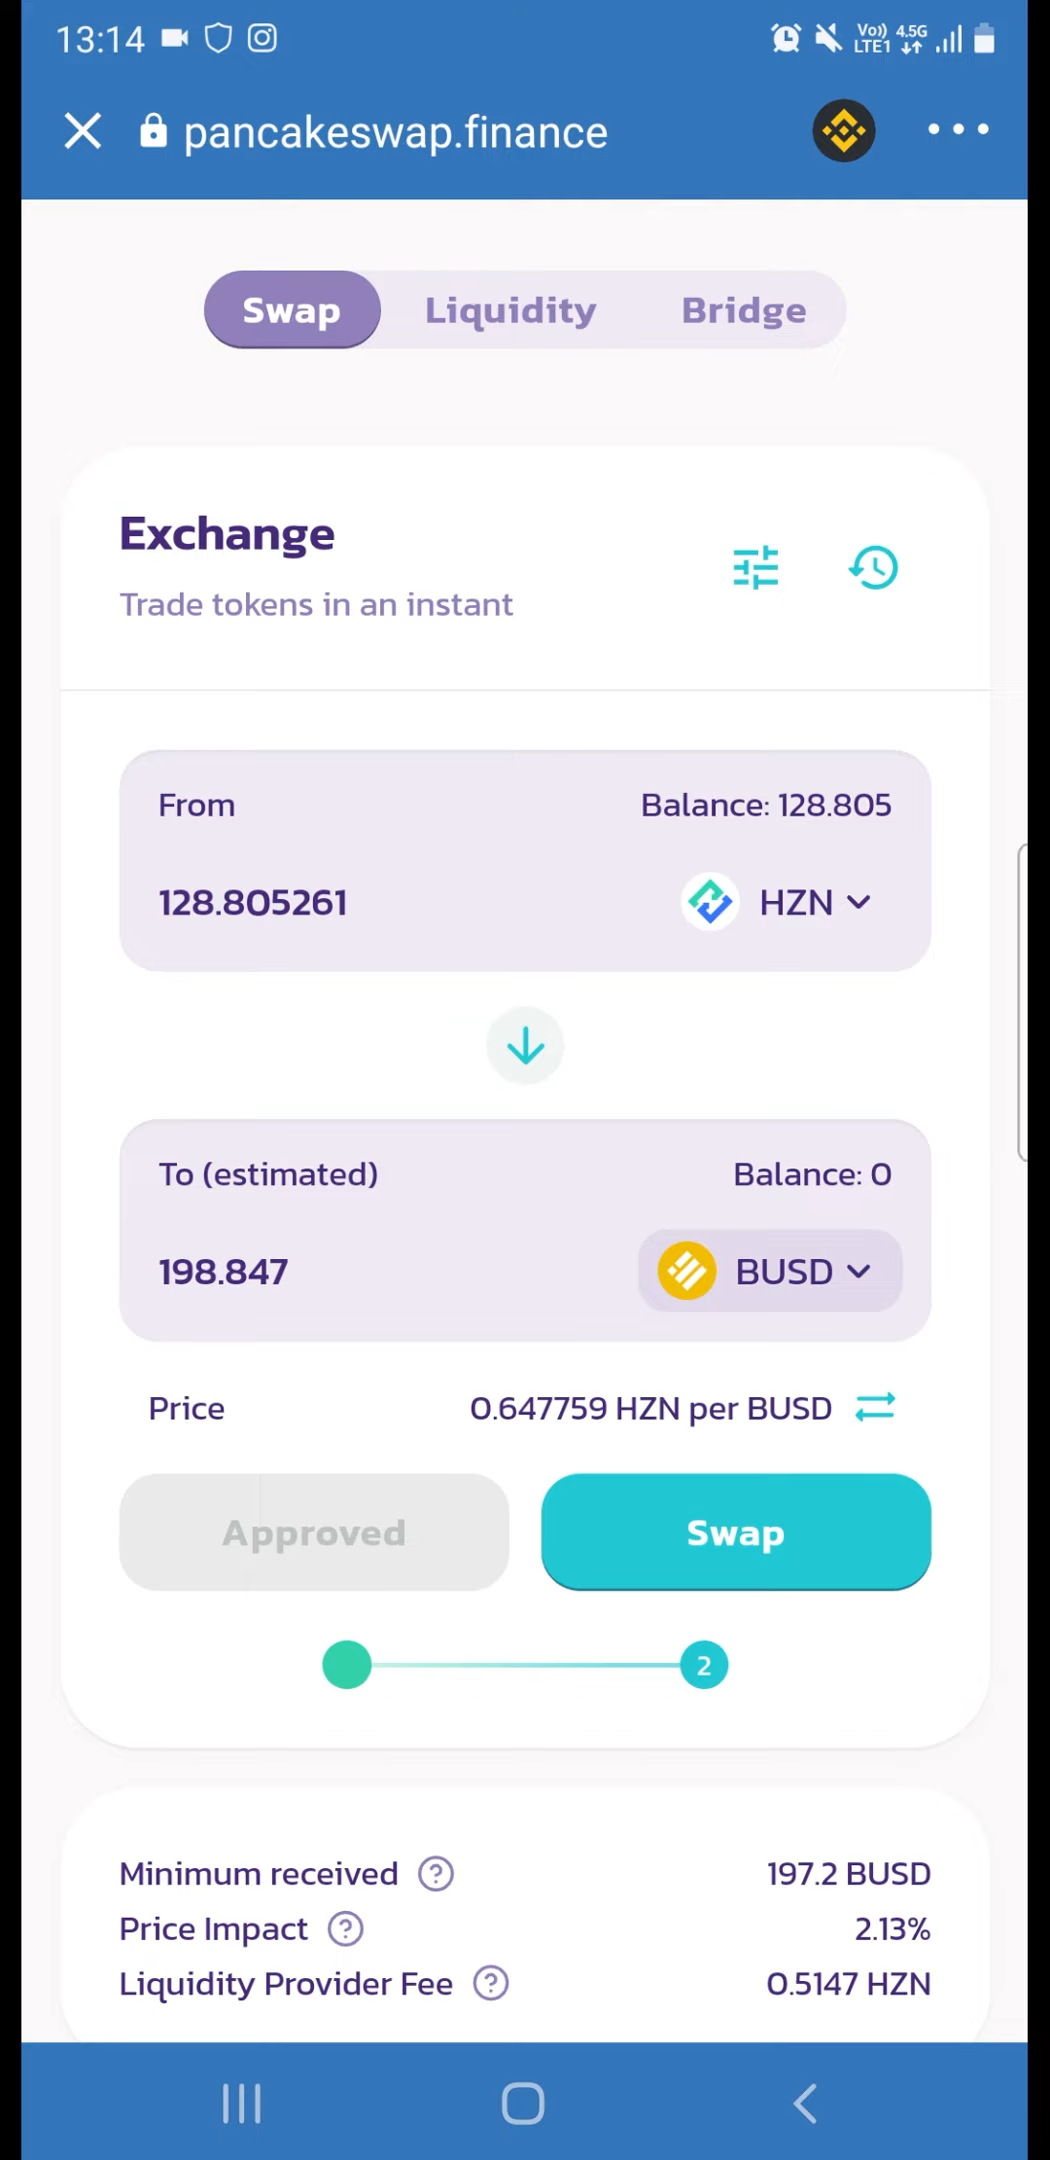 13:14
Vo)) LTE1 4.5G
pancakeswap.finance
Swap Liquidity Bridge
Exchange
Trade tokens in an instant
From Balance: 128.805
128.805261 HZN
To (estimated) Balance: 0
198.847 BUSD
Price 0.647759 HZN per BUSD
Approved Swap
2
Minimum received ? 197.2 BUSD
Price Impact ? 2.13%
Liquidity Provider Fee ? 0.5147 HZN